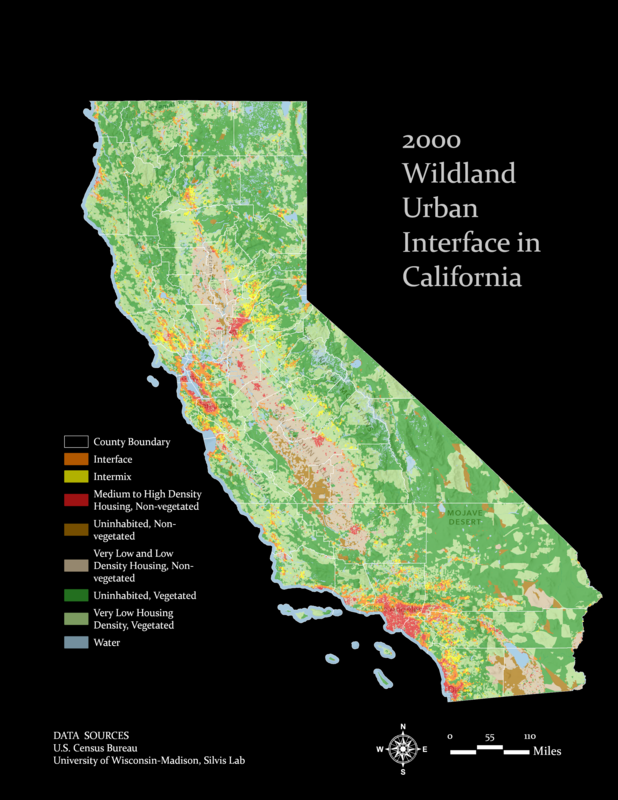 2000
Wildland
Urban
Interface in
California
MOJAVE
DESERT
County Boundary
Interface
Intermix
Medium to High Density
Housing, Non-vegetated
Uninhabited, Non-
vegetated
Very Low and Low
Density Housing, Non-
vegetated
Uninhabited, Vegetated
Very Low Housing
Density, Vegetated
Water
DATA SOURCES
U.S. Census Bureau
University of Wisconsin-Madison, Silvis Lab
N
W E
S
0 55 110
Miles